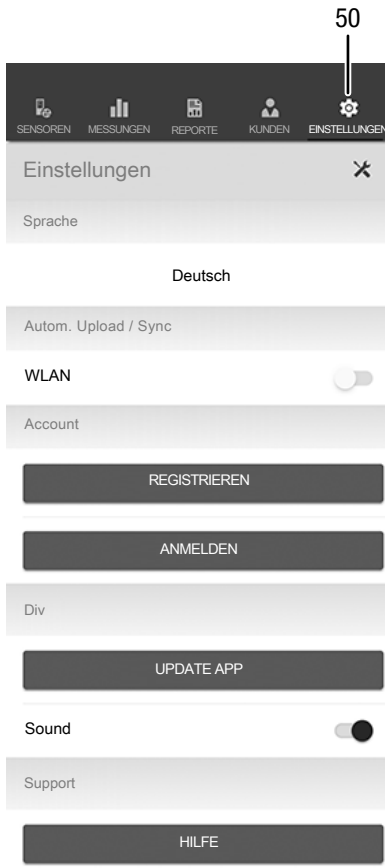 50
SENSOREN MESSUNGEN REPORTE KUNDEN EINSTELLUNGEN
Einstellungen
Sprache
Deutsch
Autom. Upload / Sync
WLAN
Account
REGISTRIEREN
ANMELDEN
Div
UPDATE APP
Sound
Support
HILFE